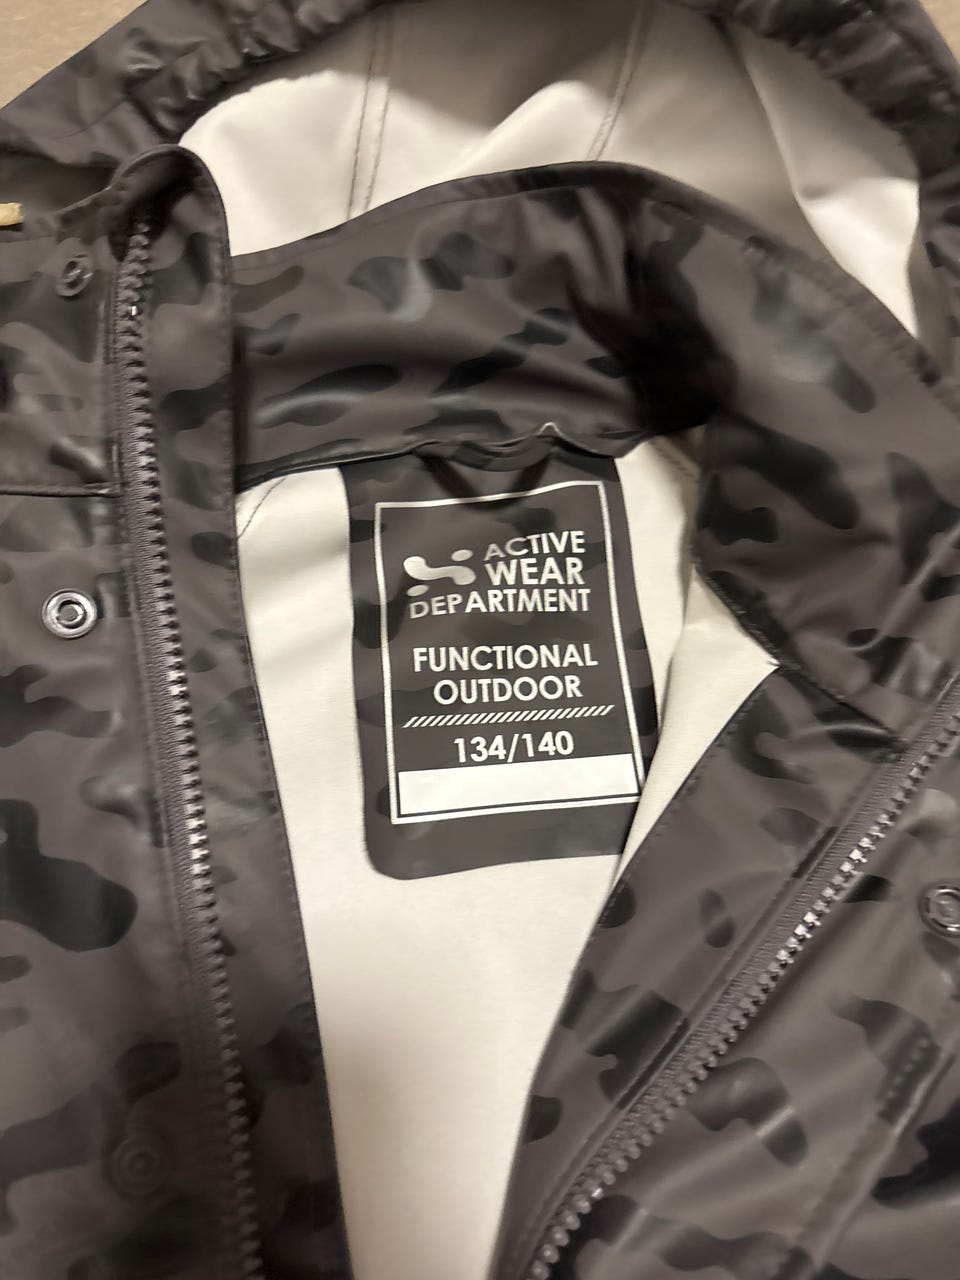 ACTIVE
WEAR
DEPARTMENT
FUNCTIONAL
OUTDOOR
134/140